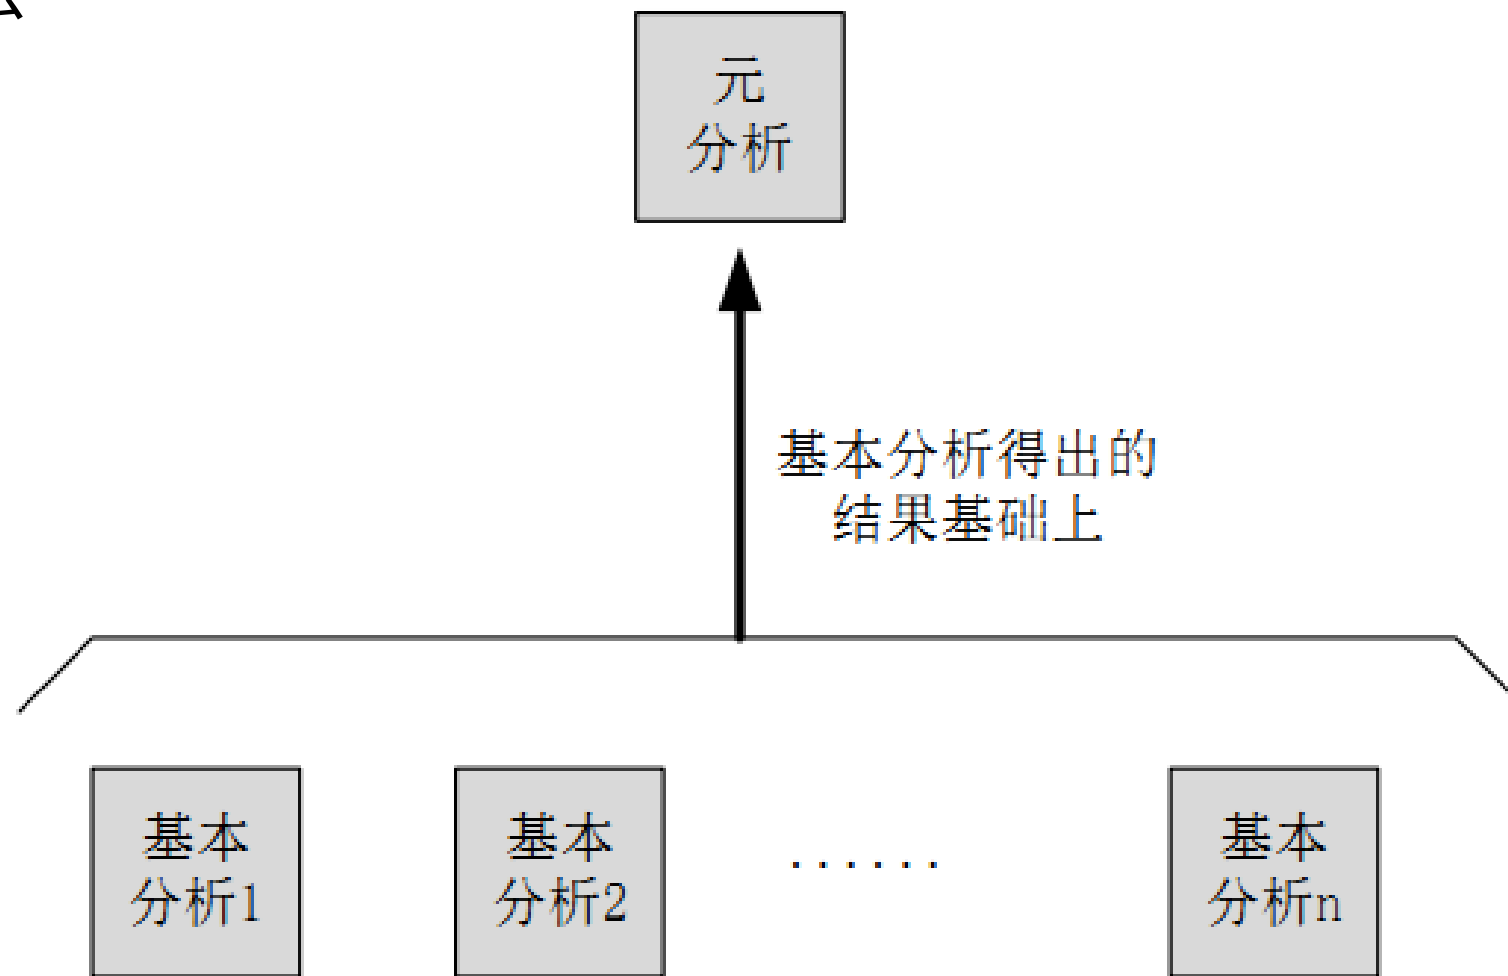 元
分析
基本分析得出的
结果基础上
基本
分析1
基本
分析2
......
基本
分析n